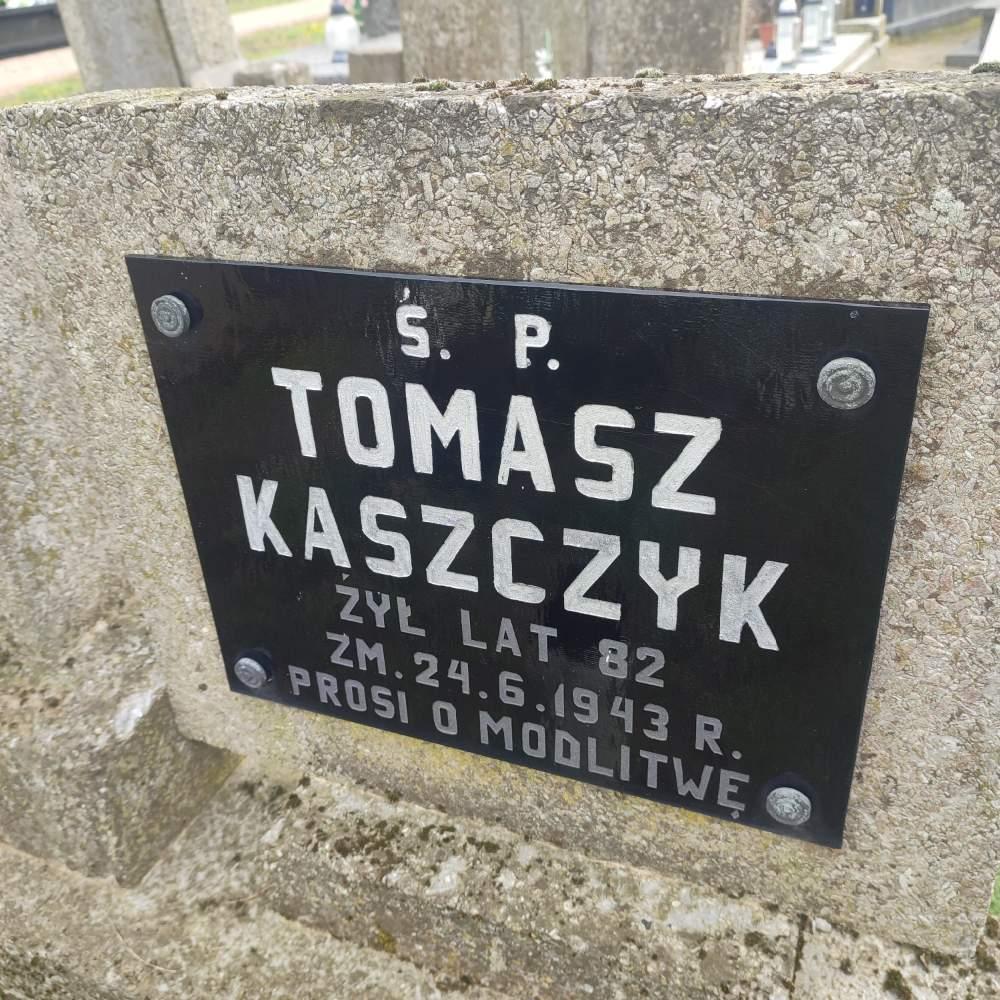 Ś. P.
TOMASZ
KASZCZYK
ŻYŁ LAT 82
ZM. 24.6.1943 R.
PROSI O MODLITWĘ